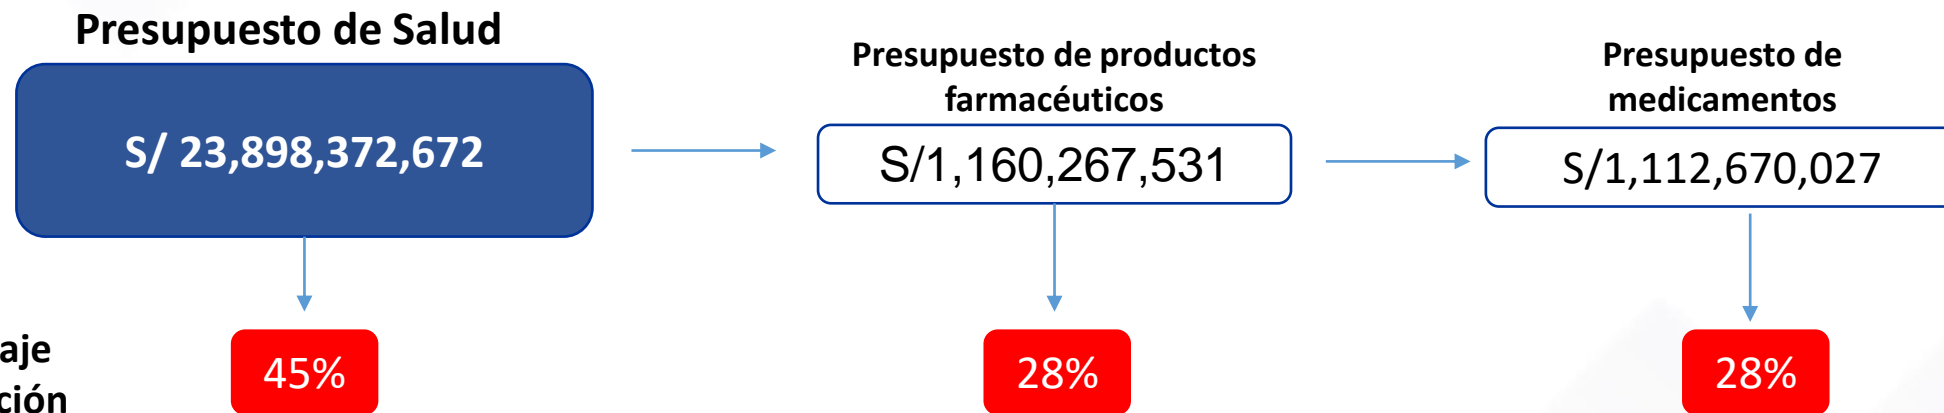 Presupuesto de Salud
S/ 23,898,372,672
Presupuesto de productos
farmacéuticos
S/1,160,267,531
Presupuesto de
medicamentos
S/1,112,670,027
aje
ción
45%
28%
28%